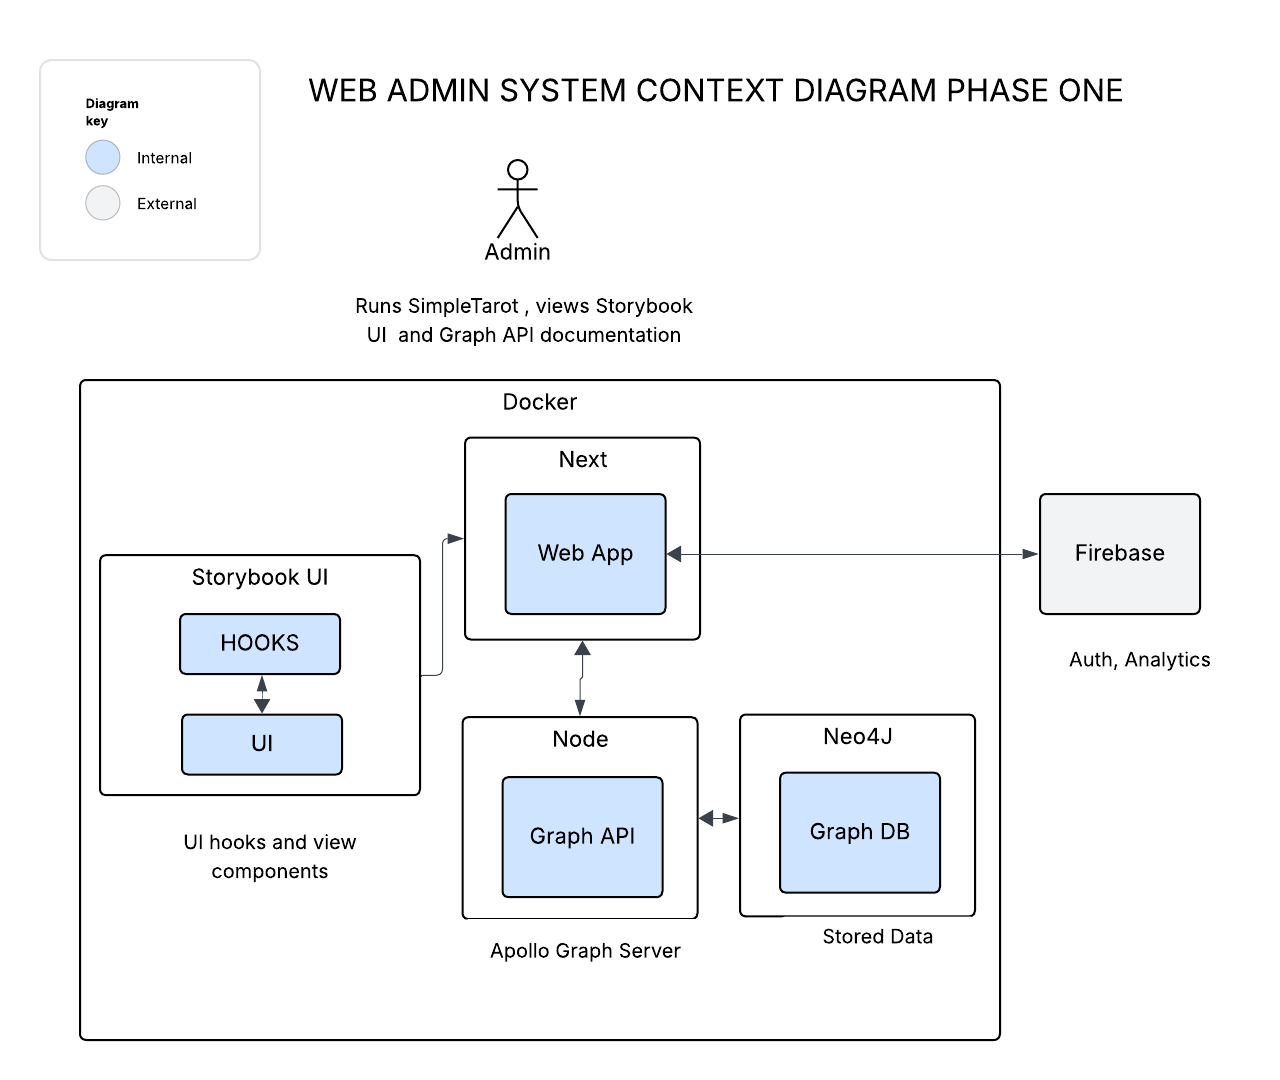 WEB ADMIN SYSTEM CONTEXT DIAGRAM PHASE ONE
Diagram
key
Internal
External
Admin
Runs SimpleTarot , views Storybook
UI  and Graph API documentation
Docker
Next
Web App
Firebase
Auth, Analytics
Storybook UI
HOOKS
UI
UI hooks and view
components
Node
Graph API
Apollo Graph Server
Neo4J
Graph DB
Stored Data